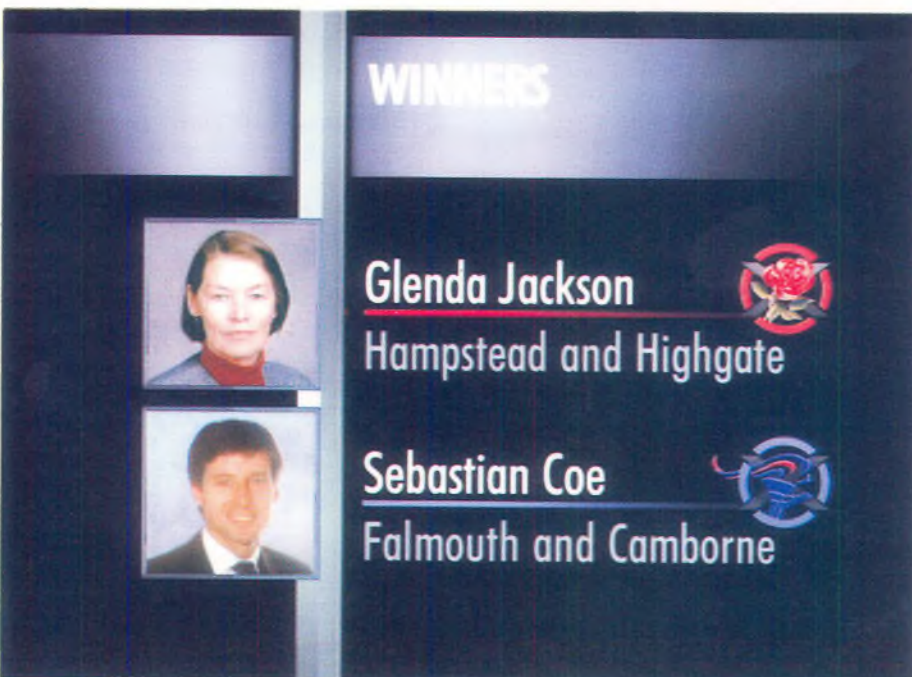 WINNERS
Glenda Jackson
Hampstead and Highgate
Sebastian Coe
Falmouth and Camborne